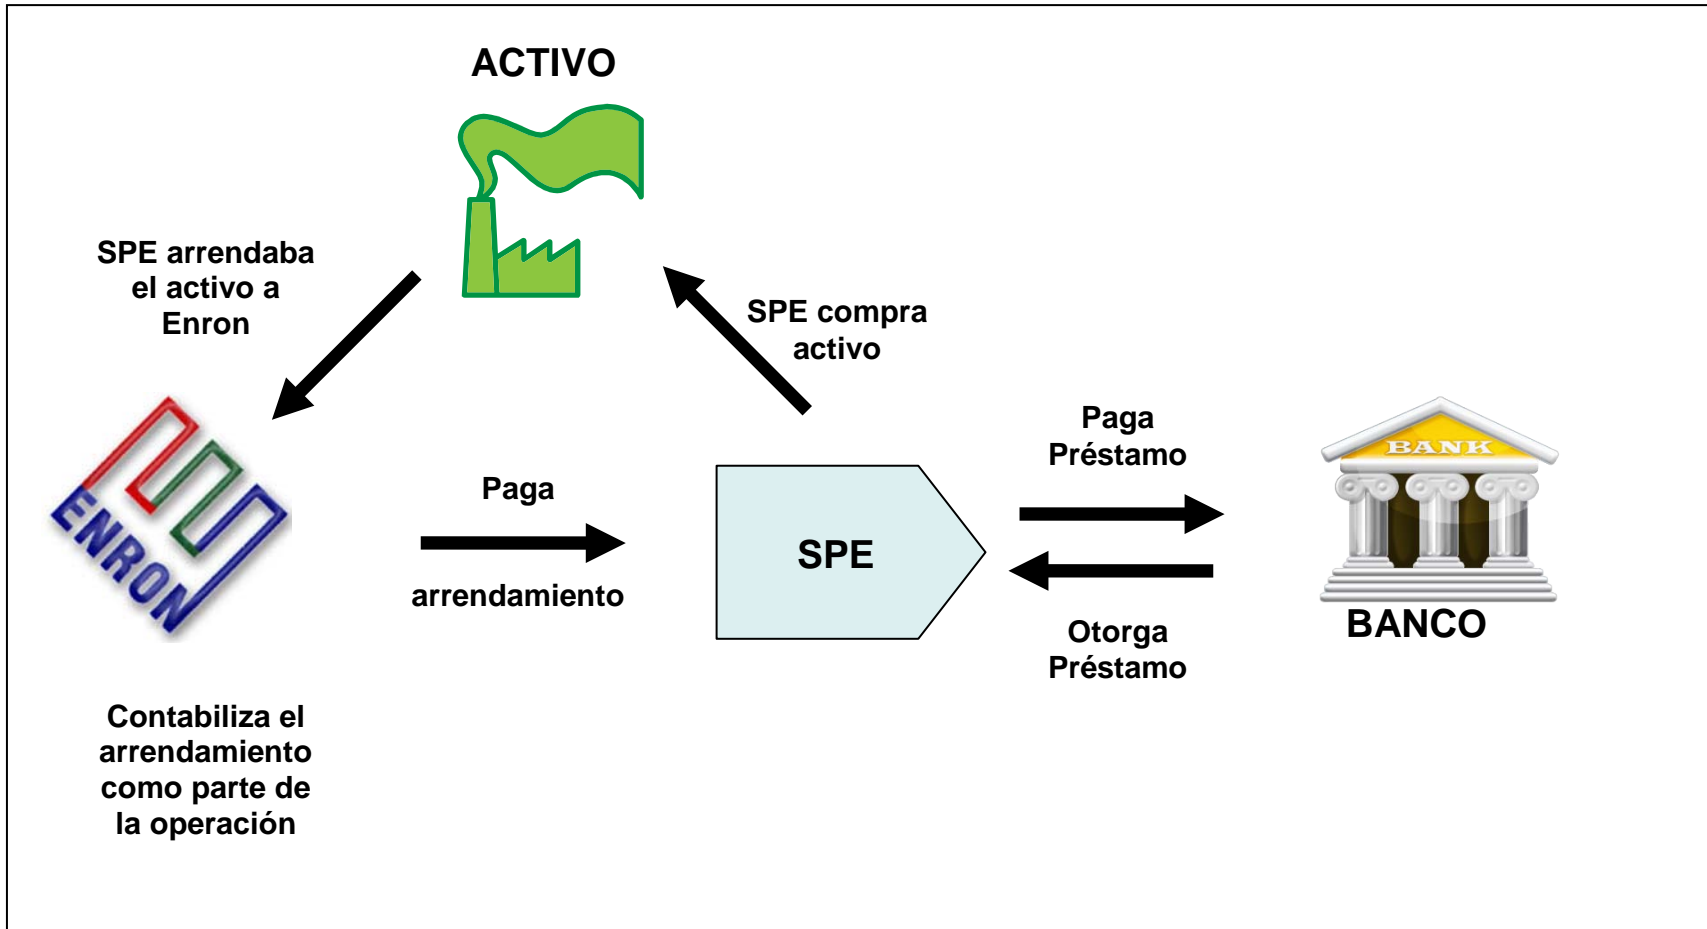 ACTIVO
SPE arrendaba
el activo a
Enron
SPE compra
activo
Paga
Préstamo
BANK
ENRON
Paga
arrendamiento
SPE
Otorga
Préstamo
BANCO
Contabiliza el
arrendamiento
como parte de
la operación